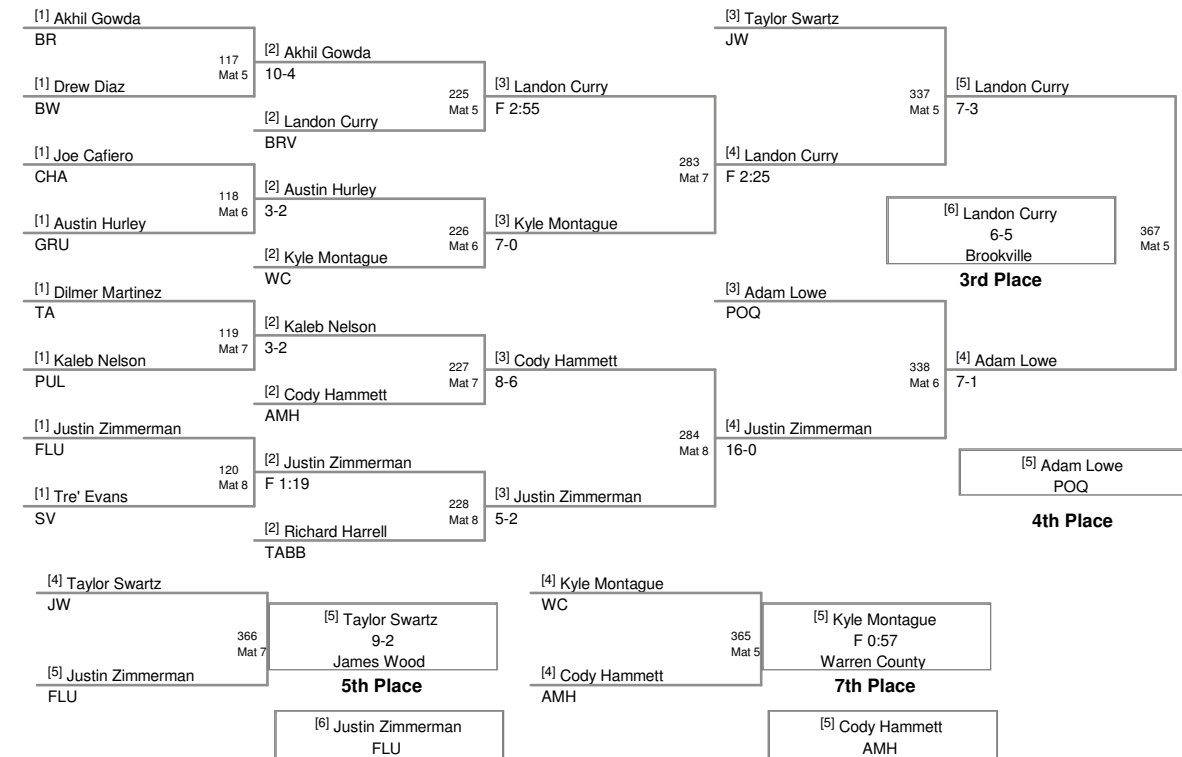 [1] Akhil Gowda
BR
117
Mat 5
[1] Drew Diaz
BW
[1] Joe Cafiero
CHA
118
Mat 6
[1] Austin Hurley
GRU
[1] Dilmer Martinez
TA
119
Mat 7
[1] Kaleb Nelson
PUL
[1] Justin Zimmerman
FLU
120
Mat 8
[1] Tre' Evans
SV
[2] Akhil Gowda
10-4
225
Mat 5
[2] Landon Curry
BRV
[2] Austin Hurley
3-2
226
Mat 6
[2] Kyle Montague
WC
[2] Kaleb Nelson
3-2
227
Mat 7
[2] Cody Hammett
AMH
[2] Justin Zimmerman
F 1:19
228
Mat 8
[2] Richard Harrell
TABB
[3] Landon Curry
F 2:55
283
Mat 7
[3] Kyle Montague
7-0
[3] Cody Hammett
8-6
284
Mat 8
[3] Justin Zimmerman
5-2
[3] Taylor Swartz
JW
337
Mat 5
[4] Landon Curry
F 2:25
[3] Adam Lowe
POQ
338
Mat 6
[4] Justin Zimmerman
16-0
[5] Landon Curry
7-3
367
Mat 5
[4] Adam Lowe
7-1
[6] Landon Curry
6-5
Brookville
3rd Place
[5] Adam Lowe
POQ
4th Place
[4] Taylor Swartz
JW
366
Mat 7
[5] Justin Zimmerman
FLU
[5] Taylor Swartz
9-2
James Wood
5th Place
[6] Justin Zimmerman
FLU
[4] Kyle Montague
WC
365
Mat 5
[4] Cody Hammett
AMH
[5] Kyle Montague
F 0:57
Warren County
7th Place
[5] Cody Hammett
AMH